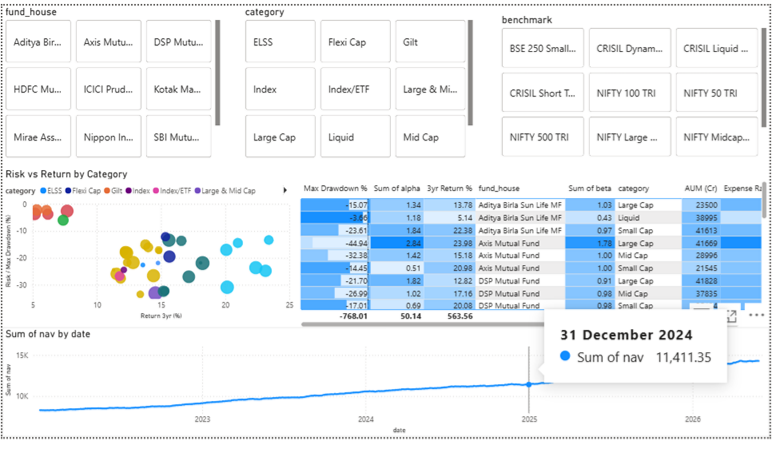 fund_house
category
benchmark
Aditya Bir...
Axis Mutu...
DSP Mutu...
HDFC Mu...
ICICI Prud...
Kotak Ma...
Mirae Ass...
Nippon In...
SBI Mutu...
ELSS
Flexi Cap
Gilt
Index
Index/ETF
Large & Mi...
Large Cap
Liquid
Mid Cap
BSE 250 Small...
CRISIL Dynam...
CRISIL Liquid ...
CRISIL Short T...
NIFTY 100 TRI
NIFTY 50 TRI
NIFTY 500 TRI
NIFTY Large ...
NIFTY Midcap...
Risk vs Return by Category
category ELSS Flexi Cap Gilt Index Index/ETF Large & Mid Cap
Risk / Max Drawdown (%)
0
-10
-20
-30
5 10 15 20 25
Return 3yr (%)
Max Drawdown % Sum of alpha 3yr Return % fund_house Sum of beta category AUM (Cr) Expense Ra
-15.07 1.34 13.78 Aditya Birla Sun Life MF 1.03 Large Cap 23500
-3.66 1.18 5.14 Aditya Birla Sun Life MF 0.43 Liquid 38995
-23.61 1.84 22.38 Aditya Birla Sun Life MF 0.97 Small Cap 41613
-44.94 2.84 23.98 Axis Mutual Fund 1.78 Large Cap 41669
-32.38 1.42 15.18 Axis Mutual Fund 1.00 Mid Cap 28996
-14.45 0.51 20.98 Axis Mutual Fund 1.00 Small Cap 21545
-21.70 1.82 12.82 DSP Mutual Fund 0.91 Large Cap 41828
-26.99 1.02 17.16 DSP Mutual Fund 0.98 Mid Cap 37835
-17.01 0.69 20.08 DSP Mutual Fund 0.98 Small Cap 4
-768.01 50.14 563.56
Sum of nav by date
Sum of nav
15K
10K
2023 2024 2025 2026
date
31 December 2024
Sum of nav 11,411.35